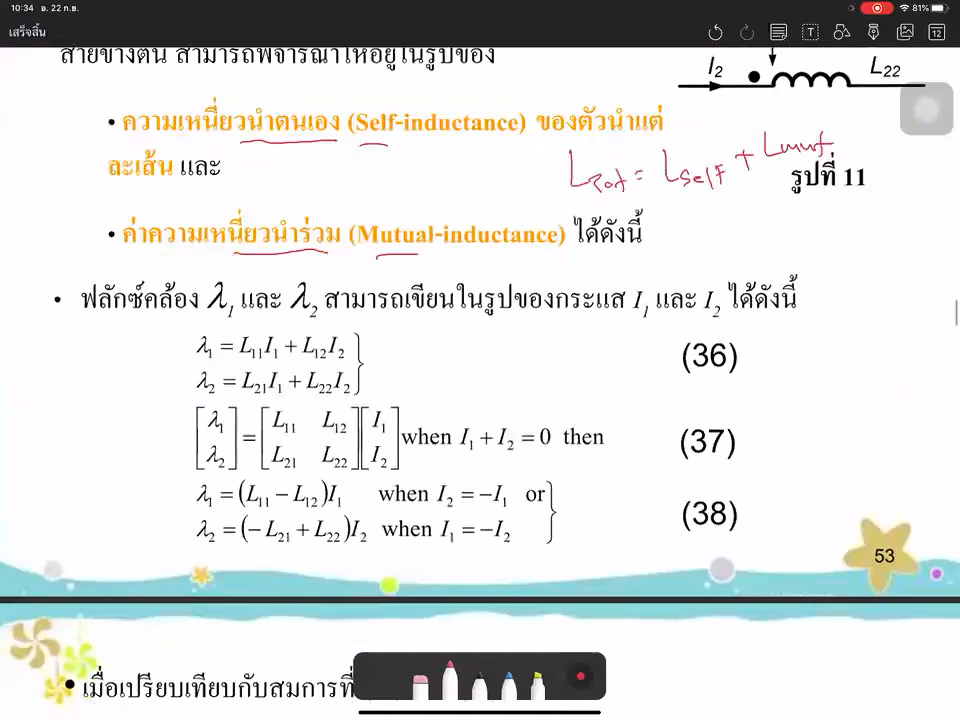 10:34 อ. 22 ก.ย.
81%
เสร็จสิ้น
T
12
สายข้างต้น สามารถพิจารณาให้อยู่ในรูปของ
I2 L22
• ความเหนี่ยวนำตนเอง (Self-inductance) ของตัวนำแต่
ละเส้น และ
LTot = LSelf +
รูปที่ 11
• ค่าความเหนี่ยวนำร่วม (Mutual-inductance) ได้ดังนี้
• ฟลักซ์คล้อง λ1 และ λ2 สามารถเขียนในรูปของกระแส I1 และ I2 ได้ดังนี้
λ1 = L11I1 + L12I2
λ2 = L21I1 + L22I2
(36)
[λ1 λ2] = [L11 L12 L21 L22][I1 I2] when I1 + I2 = 0 then (37)
λ1 = (L11 − L12)I1 when I2 = −I1 or
λ2 = (− L21 + L22)I2 when I1 = −I2
(38)
53
• เมื่อเปรียบเทียบกับสมการที่